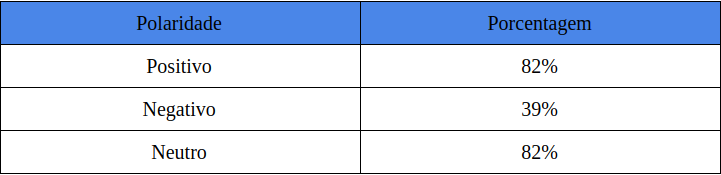 Polaridade Porcentagem
Positivo 82%
Negativo 39%
Neutro 82%